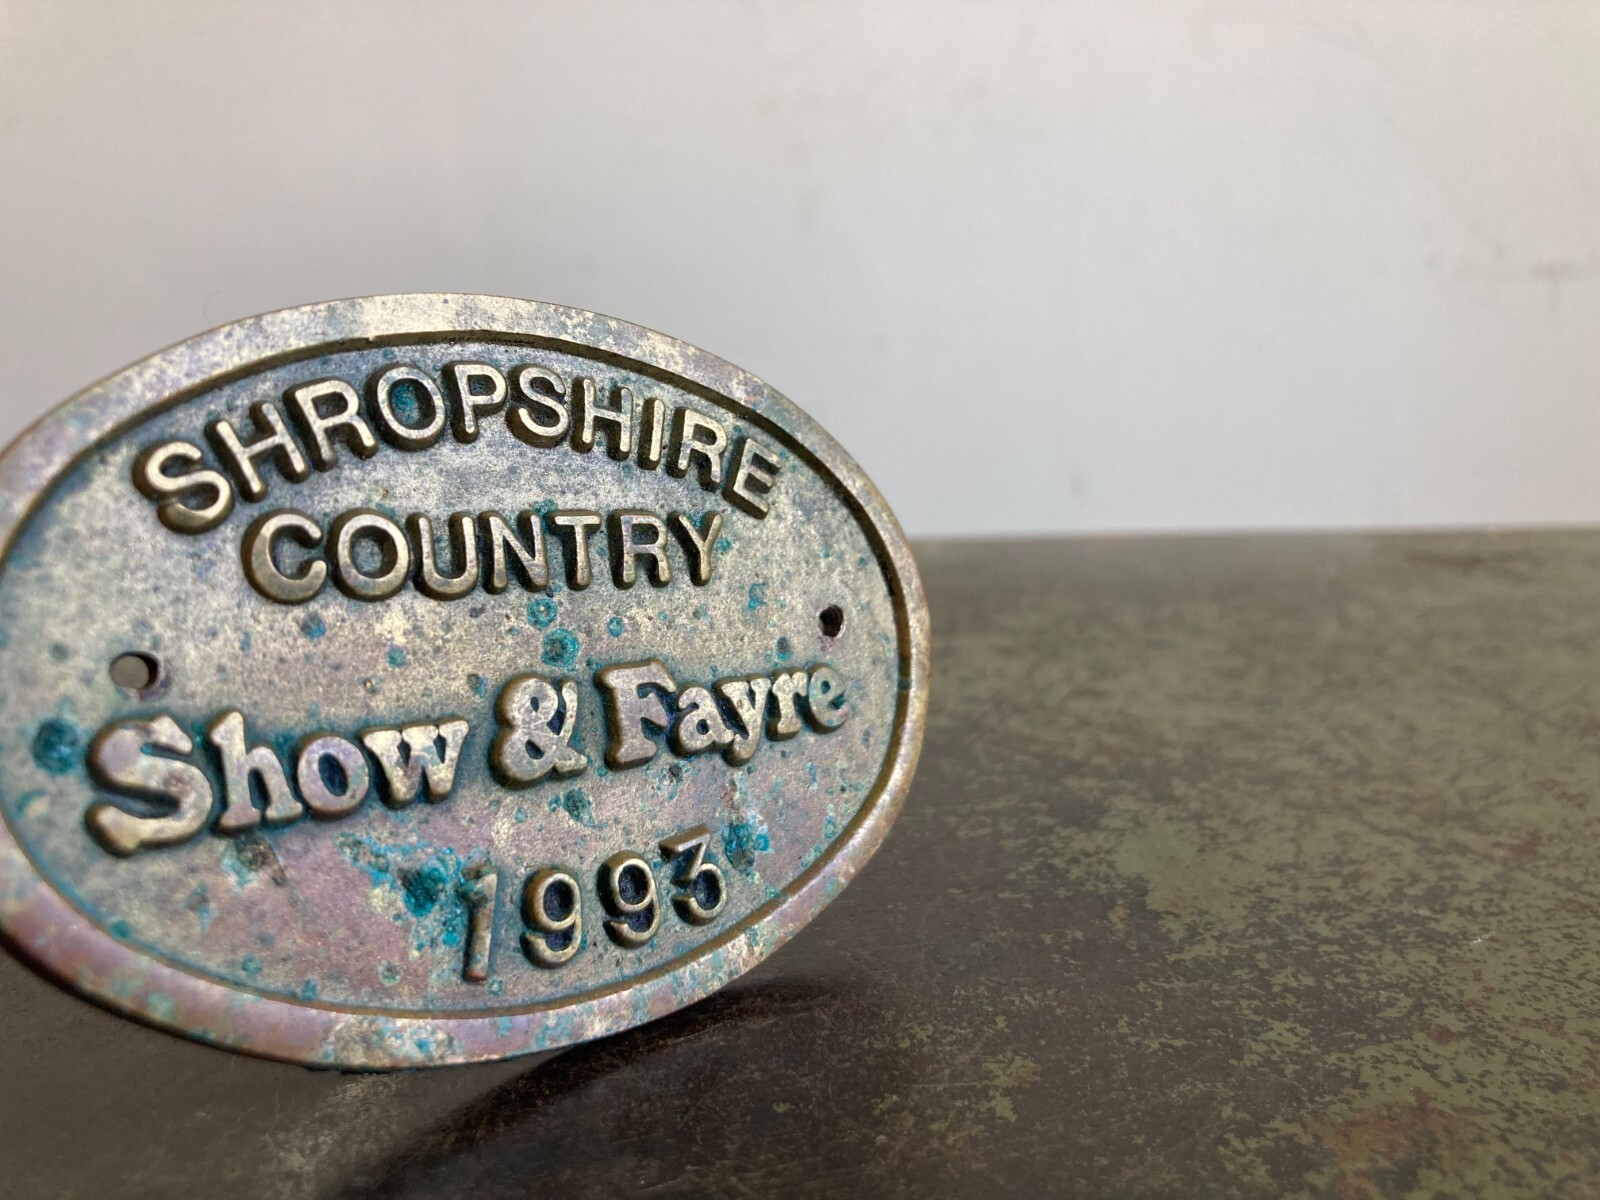 SHROPSHIRE
COUNTRY
Show & Fayre
1993